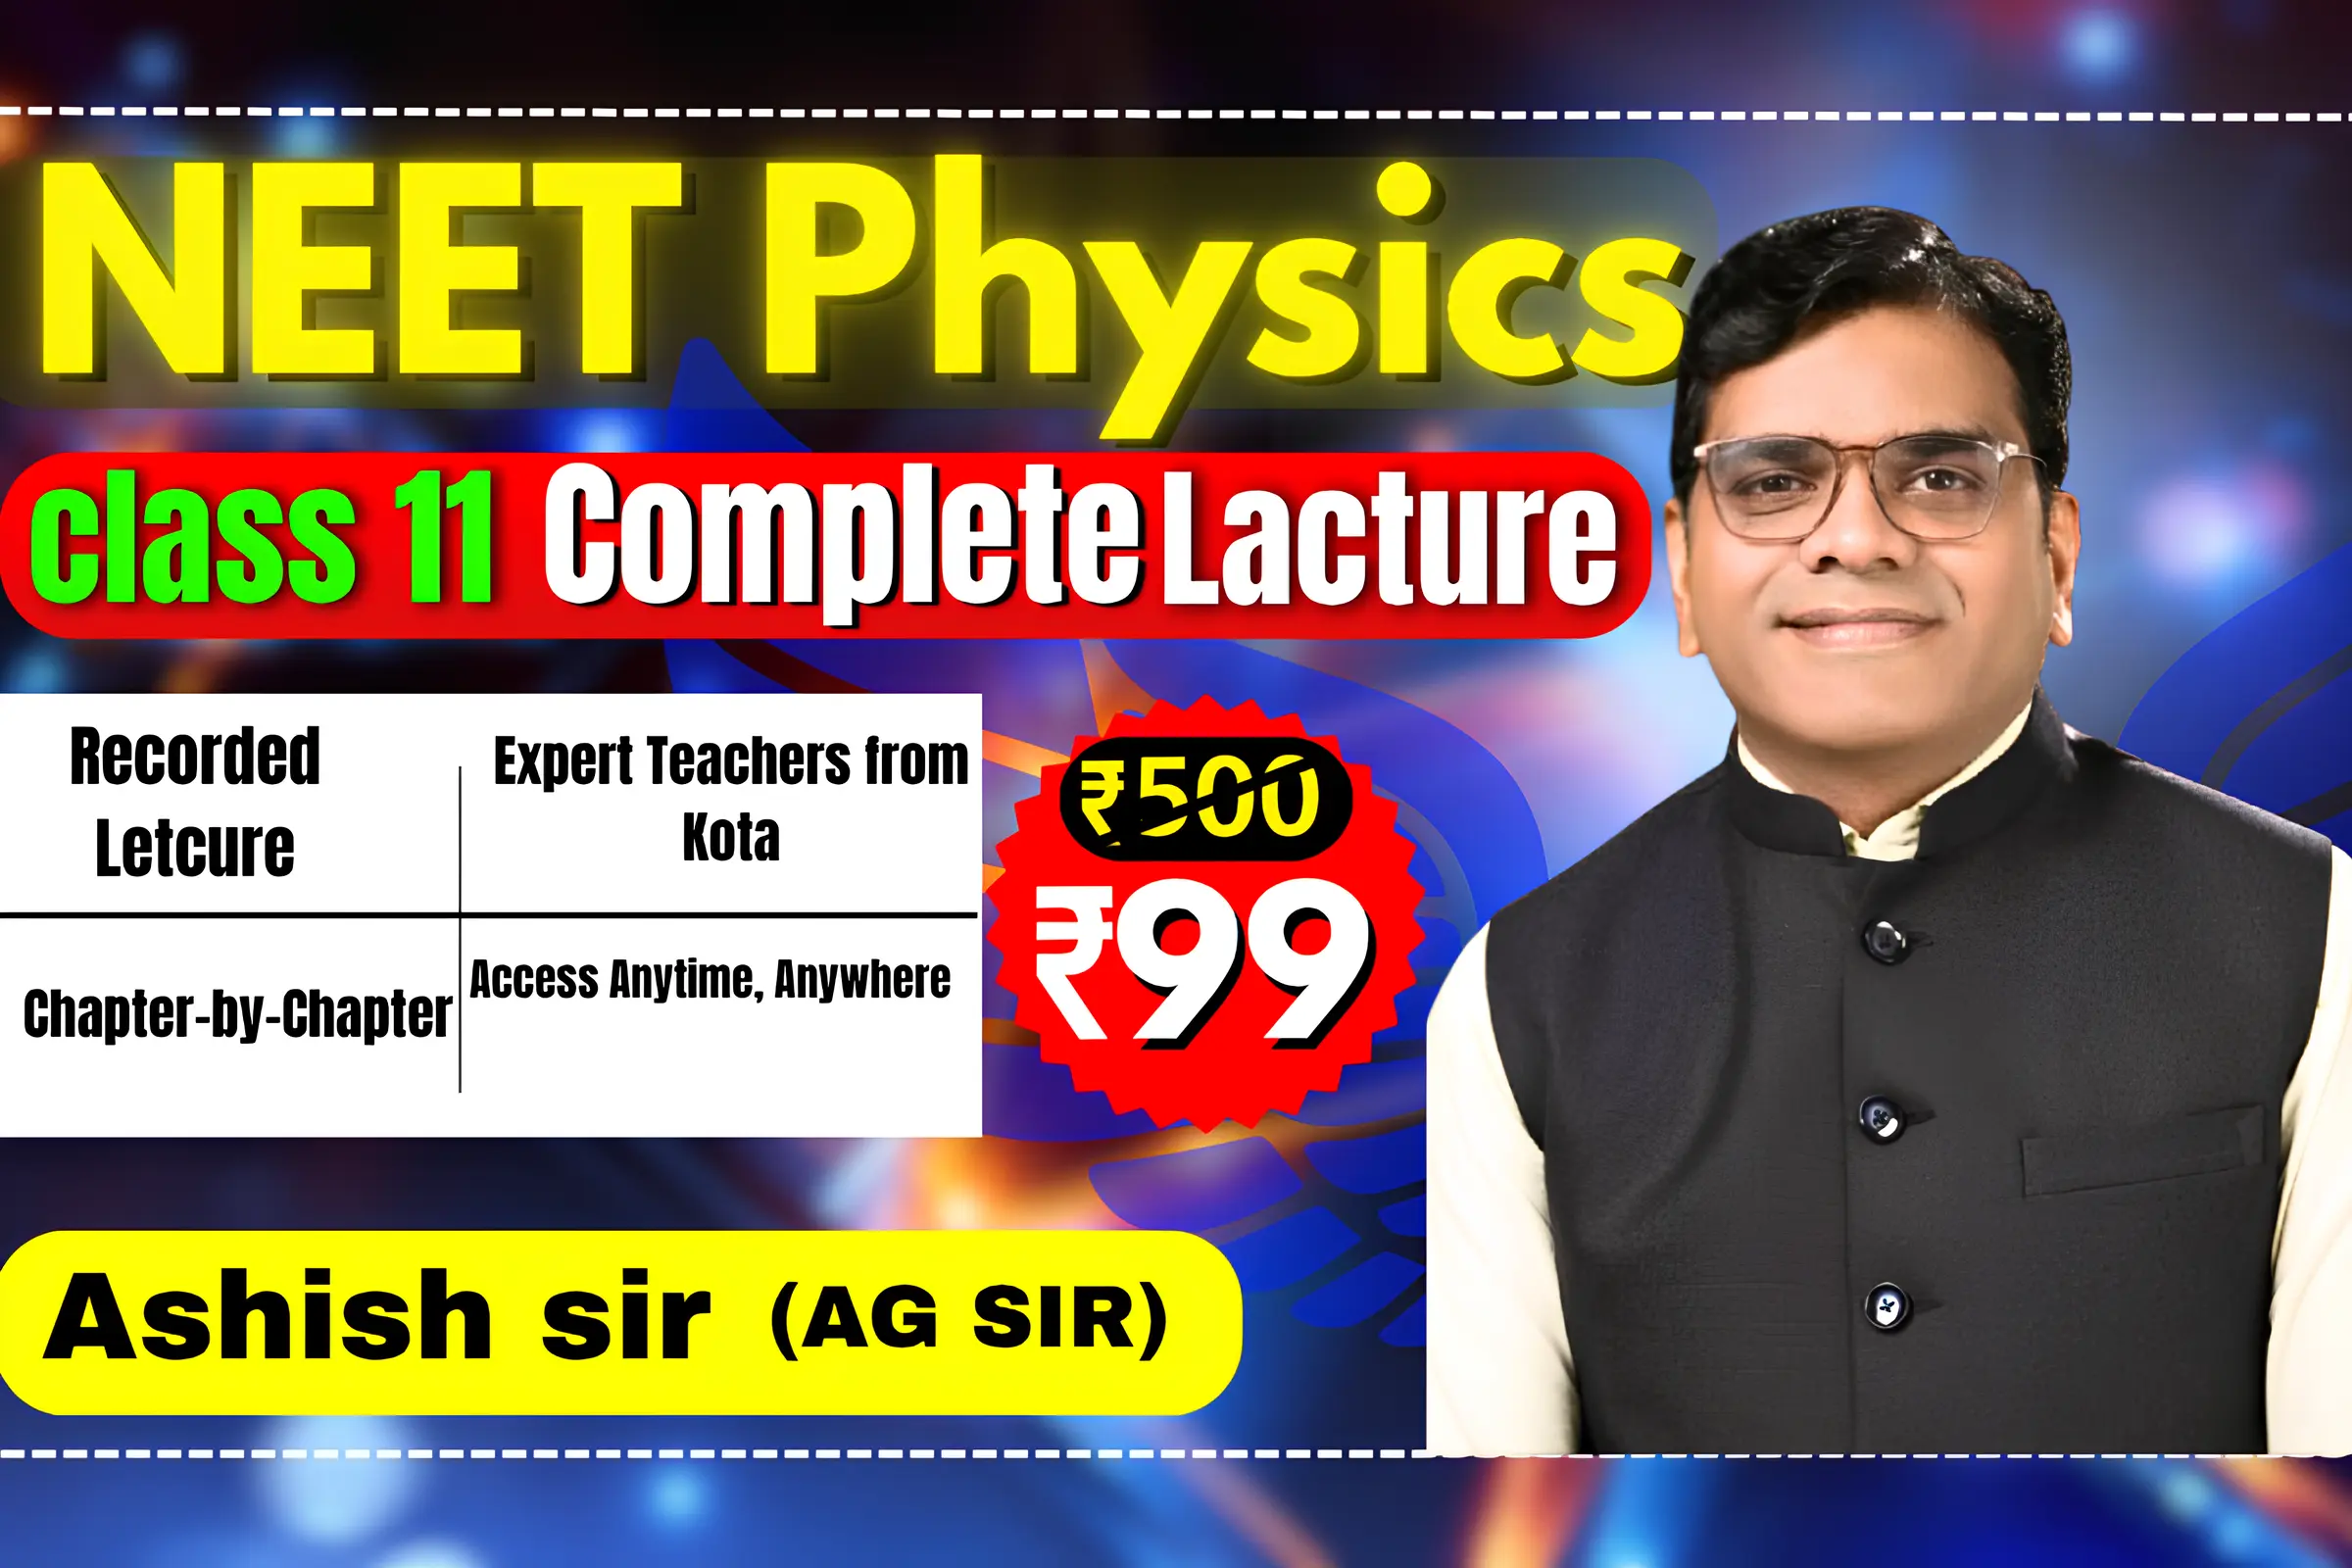 NEET Physics
class 11 Complete Lacture
Recorded
Letcure
Expert Teachers from
Kota
Chapter-by-Chapter
Access Anytime, Anywhere
₹500
₹99
Ashish sir (AG SIR)